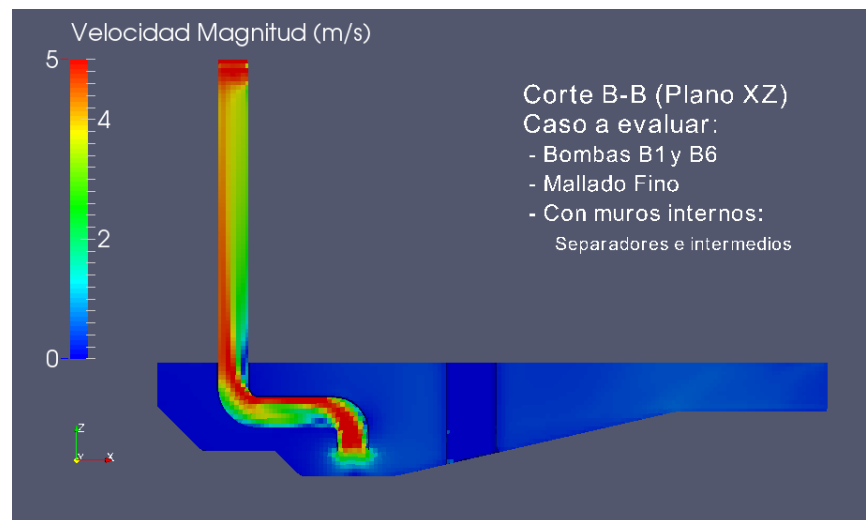 Velocidad Magnitud (m/s)
5
4
2
0
Corte B-B (Plano XZ)
Caso a evaluar:
- Bombas B1 y B6
- Mallado Fino
- Con muros internos:
Separadores e intermedios
Z
Y
X